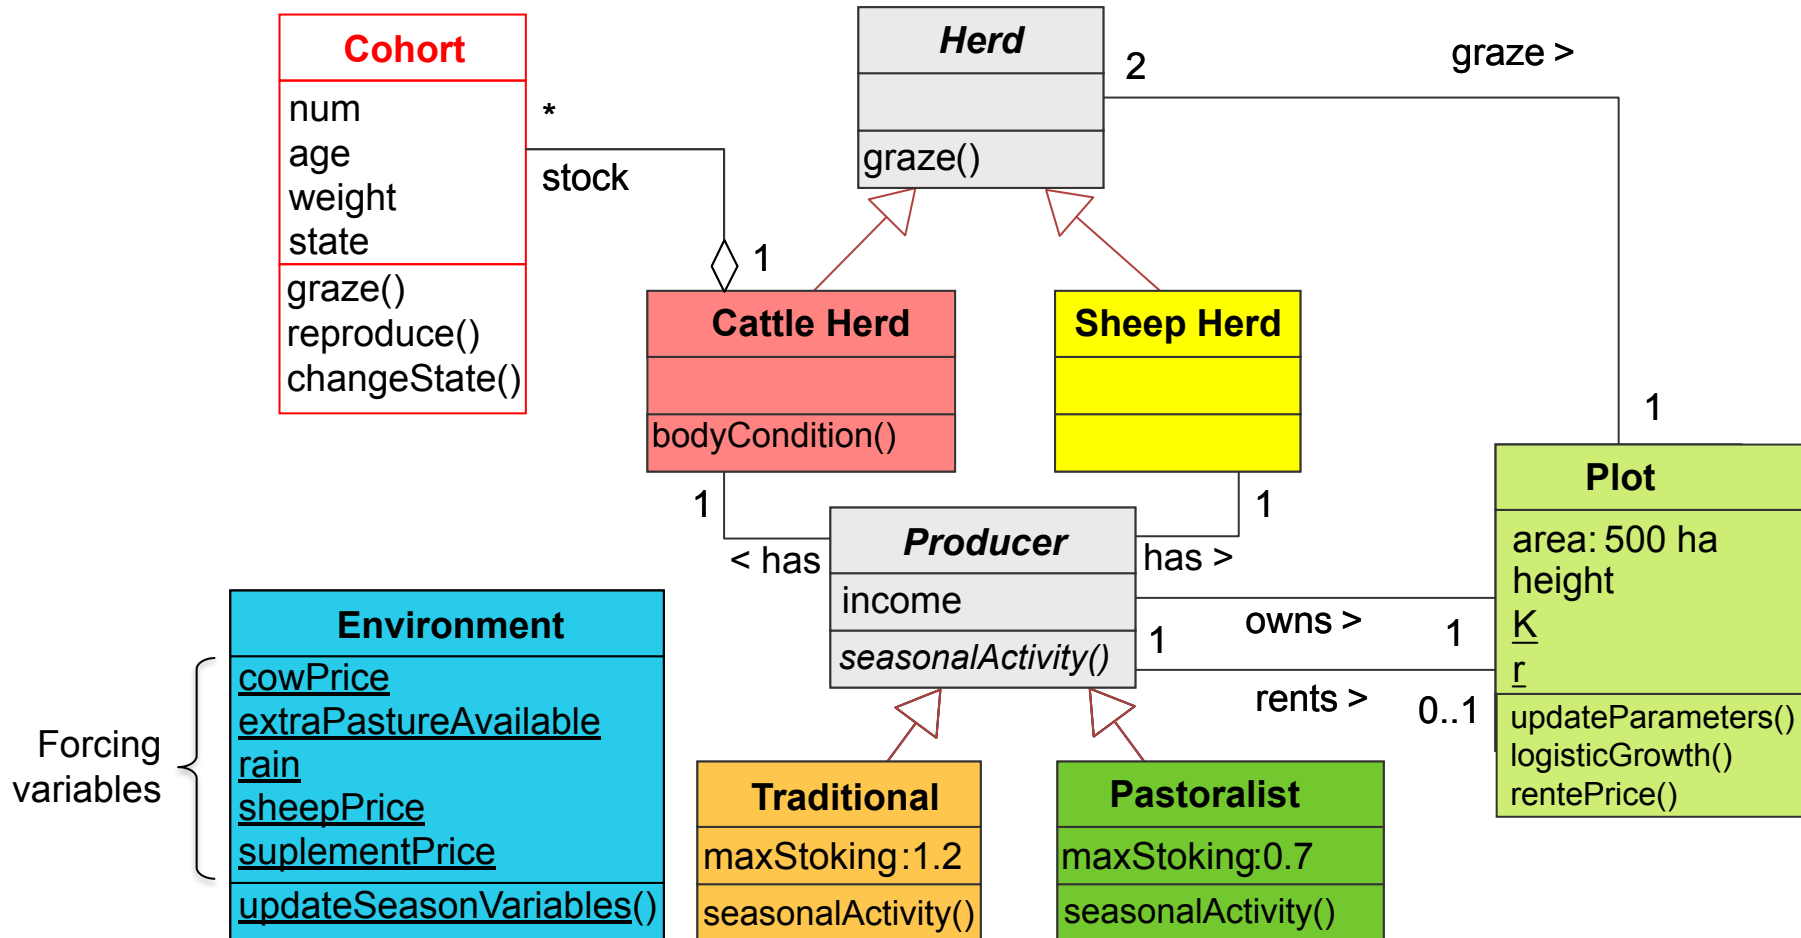 Cohort
num
age
weight
state
graze()
reproduce()
changeState()
*
stock
1
Herd
graze()
2
graze >
1
Cattle Herd
bodyCondition()
Sheep Herd
1
< has
1
has >
Producer
income
seasonalActivity()
owns >
1
1
rents >
0..1
Plot
area: 500 ha
height
K
r
updateParameters()
logisticGrowth()
rentePrice()
Forcing
variables
Environment
cowPrice
extraPastureAvailable
rain
sheepPrice
suplementPrice
updateSeasonVariables()
Traditional
maxStoking:1.2
seasonalActivity()
Pastoralist
maxStoking:0.7
seasonalActivity()